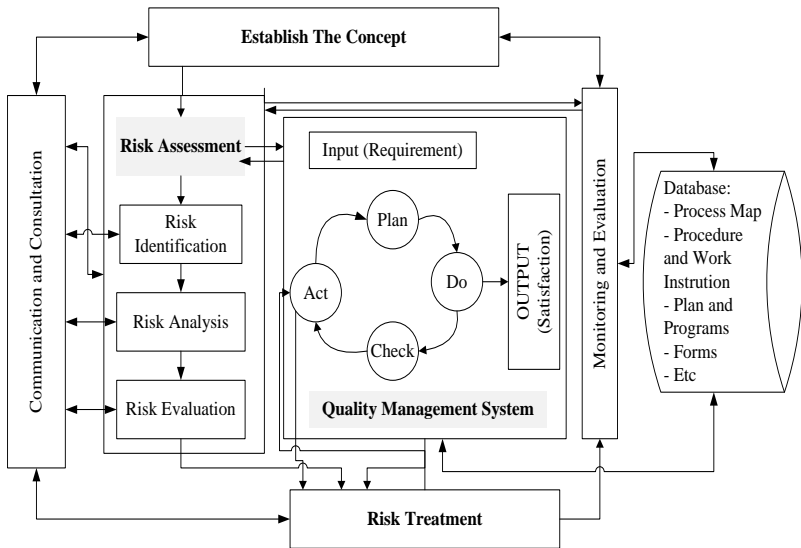 Establish The Concept
Communication and Consultation
Risk Assessment
Risk
Identification
Risk Analysis
Risk Evaluation
Input (Requirement)
Plan
Do
Check
Act
OUTPUT
(Satisfaction)
Quality Management System
Monitoring and Evaluation
Database:
- Process Map
- Procedure
and Work
Instrution
- Plan and
Programs
- Forms
- Etc
Risk Treatment